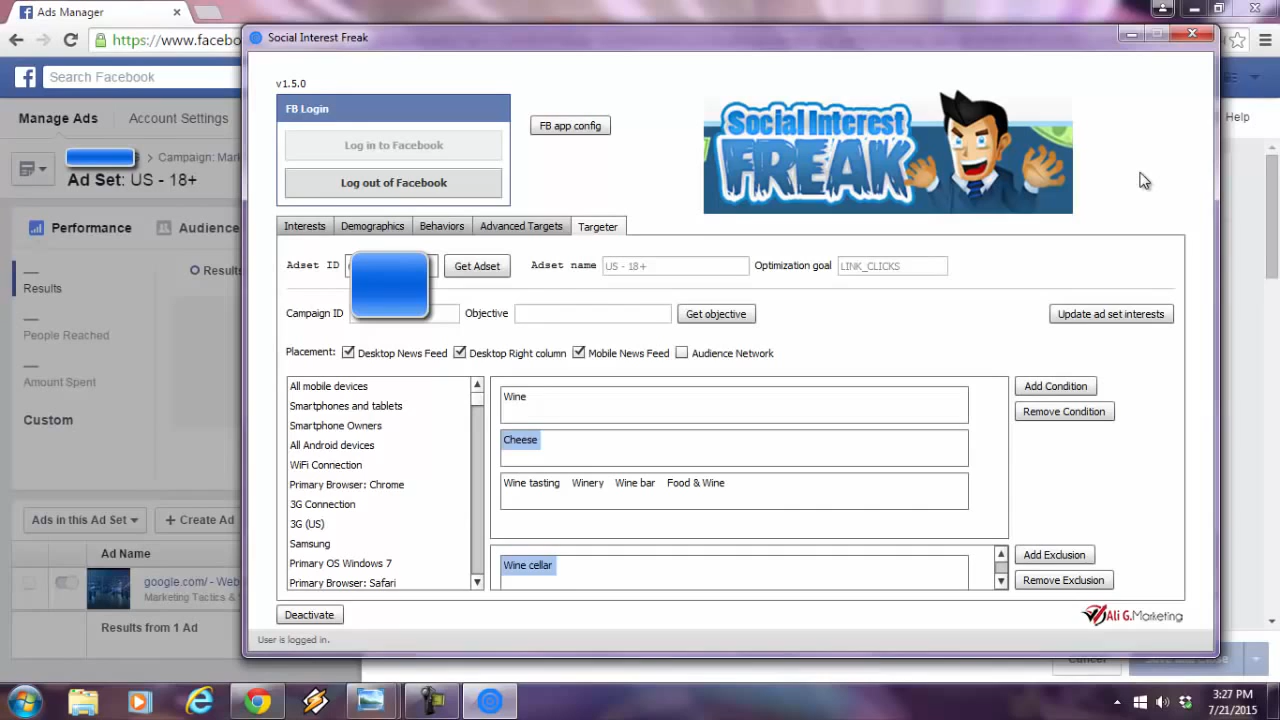 Ads Manager
https://www.facebo
Search Facebook
Manage Ads
Account Settings
Help
Campaign: Mark
Ad Set: US - 18+
Performance
Audience
Results
Results
People Reached
Amount Spent
Custom
Ads in this Ad Set
+ Create Ad
Ad Name
google.com/ - Web
Marketing Tactics &
Results from 1 Ad
Social Interest Freak
v1.5.0
FB Login
Log in to Facebook
Log out of Facebook
FB app config
Social Interest
FREAK
Interests
Demographics
Behaviors
Advanced Targets
Targeter
Adset ID
Get Adset
Adset name
US - 18+
Optimization goal
LINK_CLICKS
Campaign ID
Objective
Get objective
Update ad set interests
Placement:
Desktop News Feed
Desktop Right column
Mobile News Feed
Audience Network
All mobile devices
Smartphones and tablets
Smartphone Owners
All Android devices
WiFi Connection
Primary Browser: Chrome
3G Connection
3G (US)
Samsung
Primary OS Windows 7
Primary Browser: Safari
Wine
Cheese
Wine tasting Winery Wine bar Food & Wine
Wine cellar
Add Condition
Remove Condition
Add Exclusion
Remove Exclusion
Deactivate
Ali G.Marketing
User is logged in.
Cancel
3:27 PM
7/21/2015